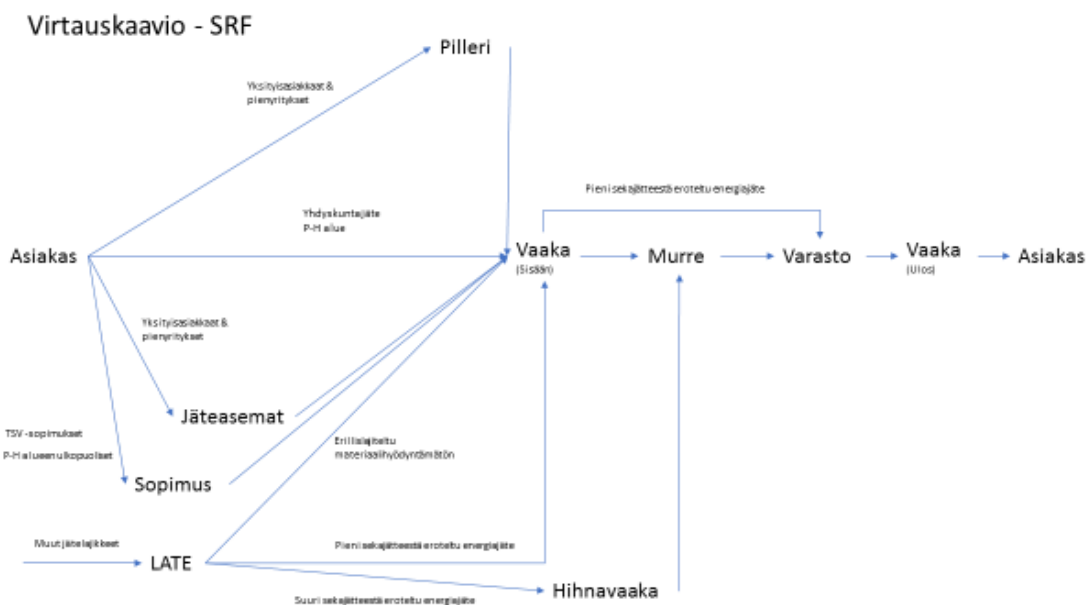 Virtauskaavio - SRF
Pilleri
Yksityisasiakkaat &
pienyritykset
Pieni sekajätteestä eroteltu energiajäte
Yhdyskuntajäte
P-H alue
Asiakas
Vaaka
(Sisään)
Murre
Varasto
Vaaka
(Ulos)
Asiakas
Yksityisasiakkaat &
pienyritykset
Jäteasemat
TSV -sopimukset
P-H alueen ulkopuoliset
Erillislajiteltu
materiaalihyödyntämätön
Sopimus
Muut jätelajikkeet
LATE
Pieni sekajätteestä eroteltu energiajäte
Hihnavaaka
Suuri sekajätteestä eroteltu energiajäte